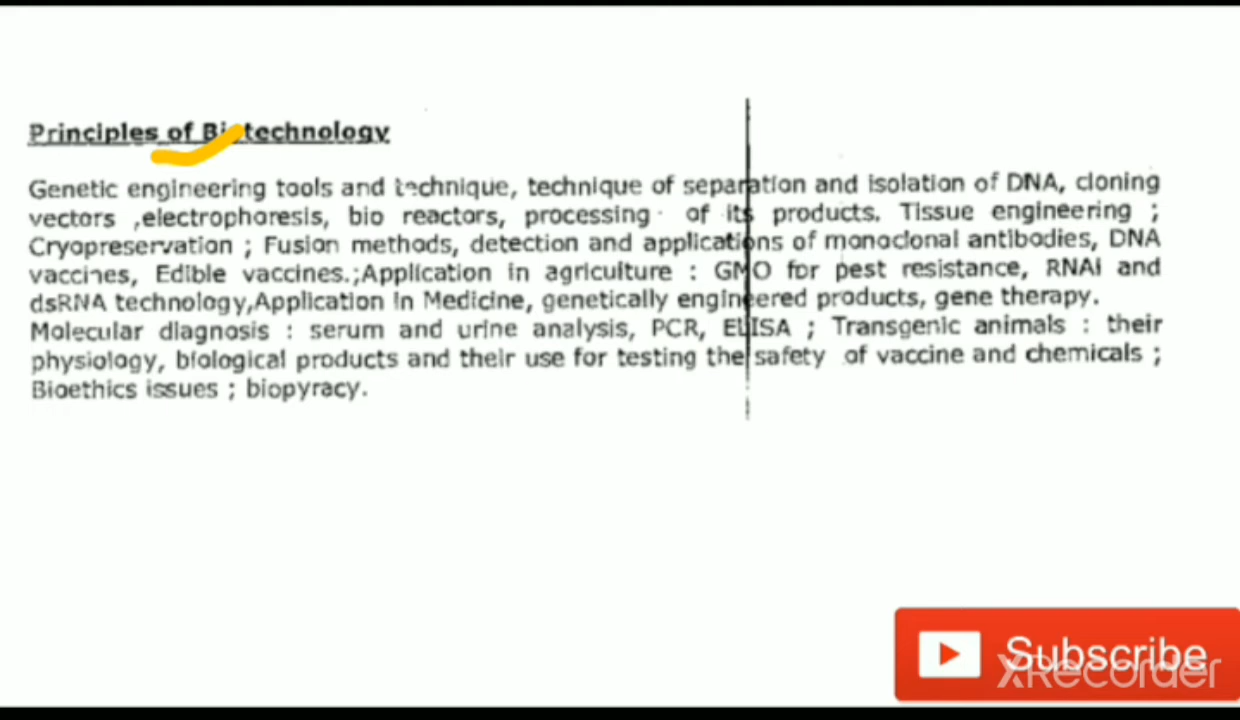 Principles of Biotechnology
Genetic engineering tools and technique, technique of separation and isolation of DNA, cloning
vectors ,electrophoresis, bio reactors, processing of its products. Tissue engineering ;
Cryopreservation ; Fusion methods, detection and applications of monoclonal antibodies, DNA
vaccines, Edible vaccines.;Application in agriculture : GMO for pest resistance, RNAi and
dsRNA technology,Application in Medicine, genetically engineered products, gene therapy.
Molecular diagnosis : serum and urine analysis, PCR, ELISA ; Transgenic animals : their
physiology, biological products and their use for testing the safety of vaccine and chemicals ;
Bioethics issues ; biopyracy.
Subscribe
XRecorder